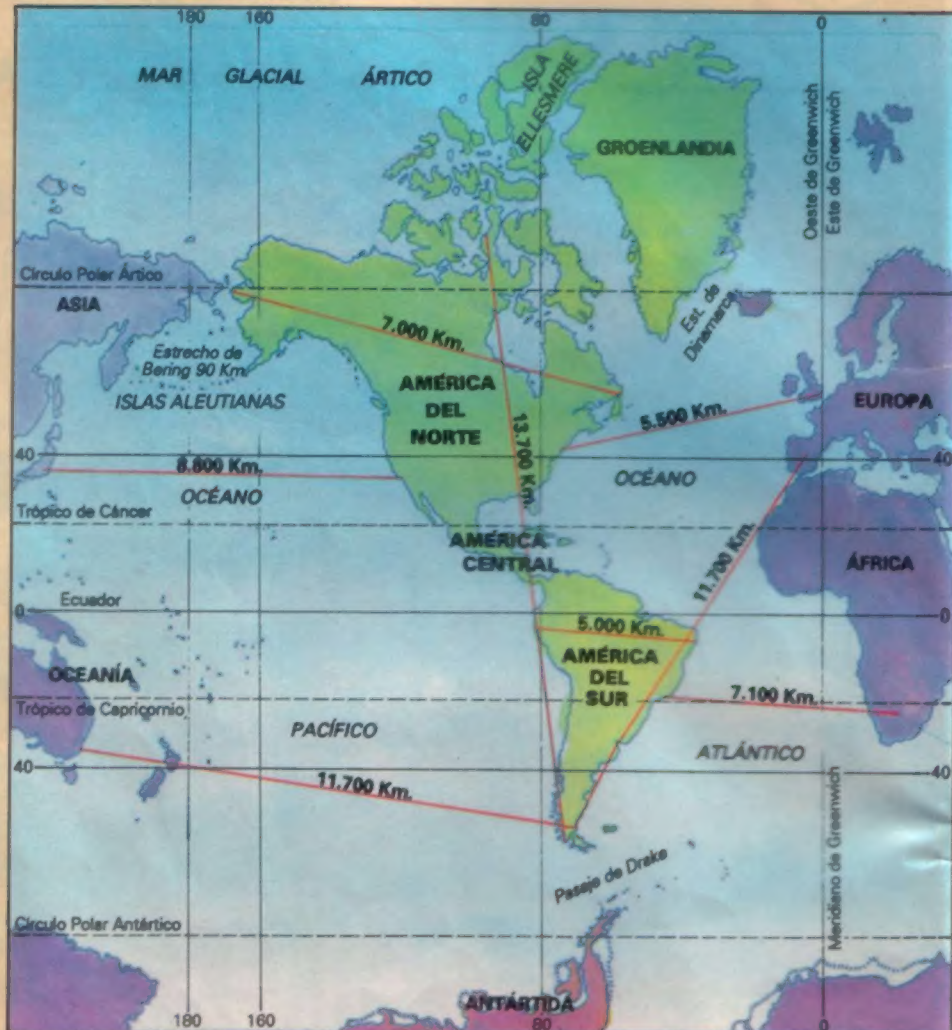 180 160 80 0
MAR GLACIAL ÁRTICO
ISLA
ELLESMERE
GROENLANDIA
Oeste de Greenwich
Este de Greenwich
Círculo Polar Ártico
ASIA
Est. de
Dinamarca
7.000 Km.
Estrecho de
Bering 90 Km.
ISLAS ALEUTIANAS
AMÉRICA
DEL
NORTE
13.700 Km.
5.500 Km.
EUROPA
40 40
8.800 Km.
OCÉANO
OCÉANO
Trópico de Cáncer
AMÉRICA
CENTRAL
11.700 Km.
ÁFRICA
Ecuador
0 0
5.000 Km.
AMÉRICA
DEL
SUR
OCEANÍA
Trópico de Capricornio
7.100 Km.
PACÍFICO
ATLÁNTICO
40 40
11.700 Km.
Pasaje de Drake
Meridiano de Greenwich
Círculo Polar Antártico
ANTÁRTIDA
180 160 80 0